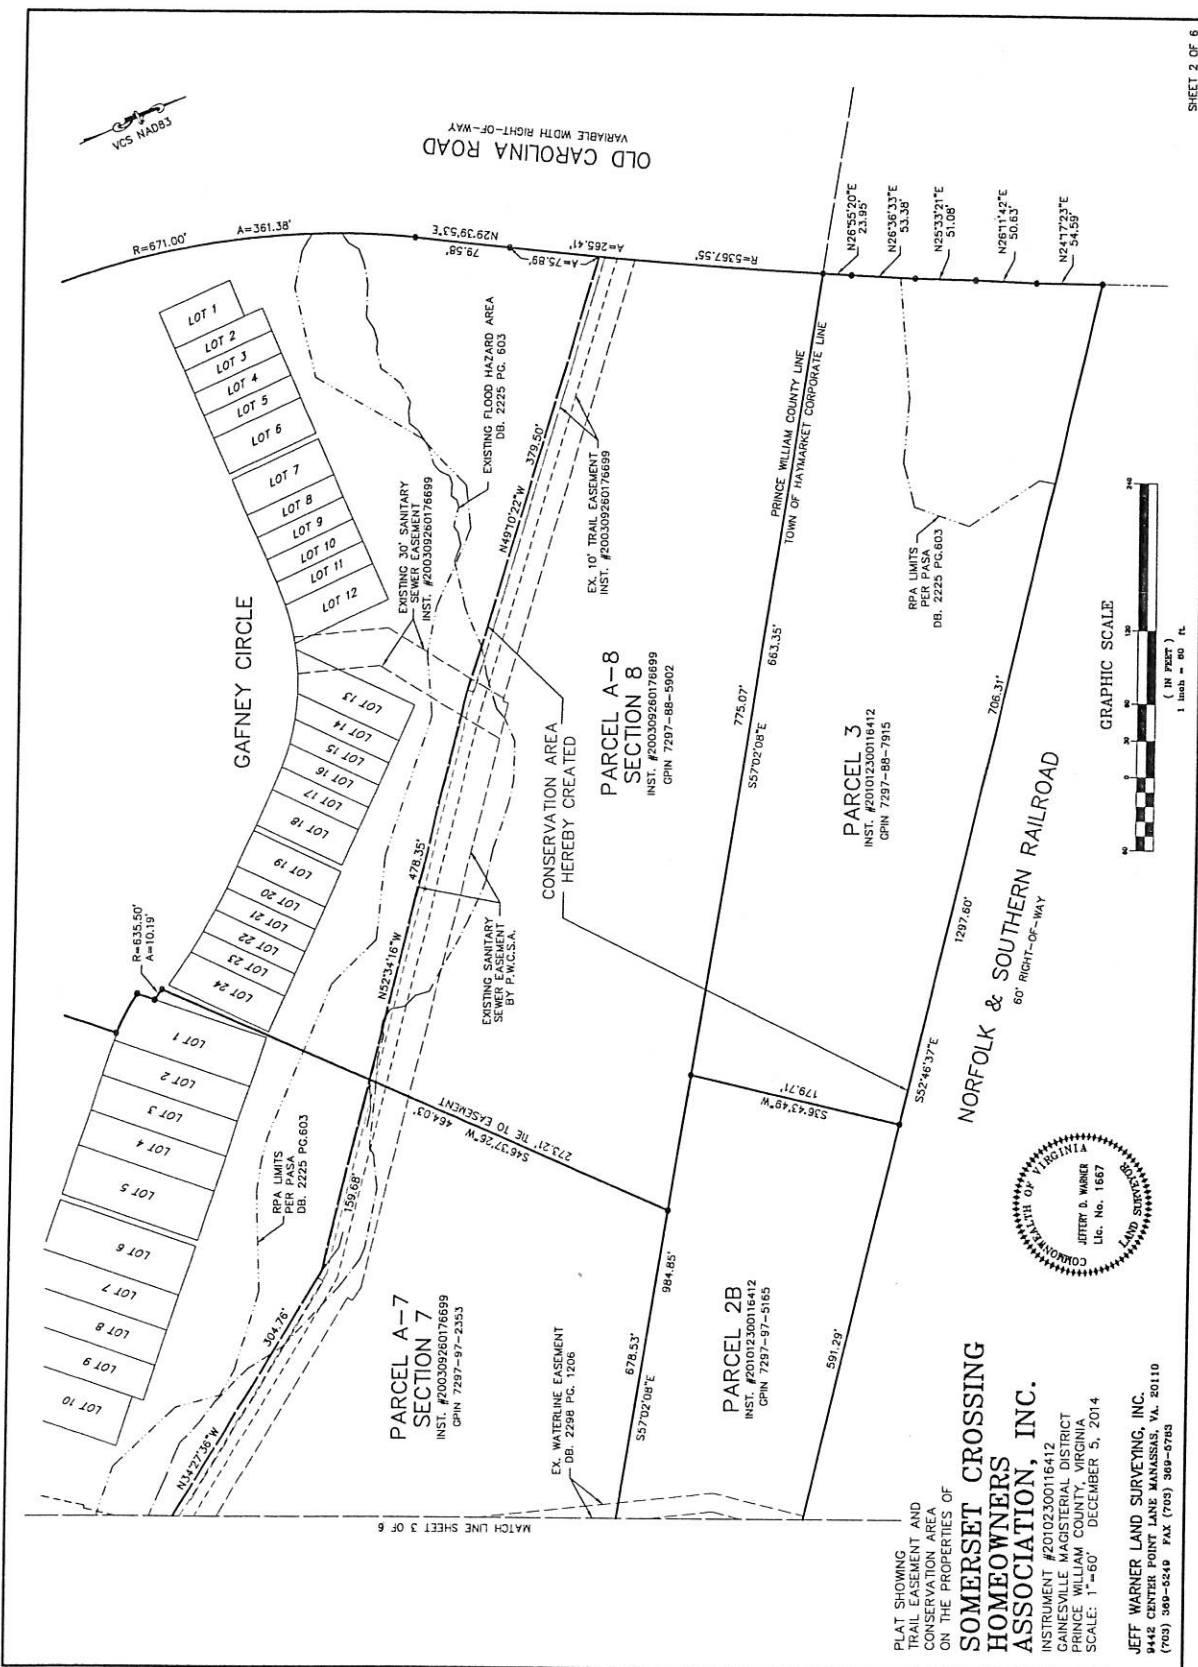 SHEET 2 OF 6
VCS NAD83
OLD CAROLINA ROAD
VARIABLE WIDTH RIGHT-OF-WAY
R=671.00'
A=361.38'
N29°39'53"E
79.58'
A=75.89'
A=265.41'
R=5367.55'
N26°55'20"E
23.95'
N26°36'33"E
53.38'
N25°33'21"E
51.08'
N26°11'42"E
50.63'
N24°17'23"E
54.59'
GAFNEY CIRCLE
LOT 1
LOT 2
LOT 3
LOT 4
LOT 5
LOT 6
LOT 7
LOT 8
LOT 9
LOT 10
LOT 11
LOT 12
LOT 13
LOT 14
LOT 15
LOT 16
LOT 17
LOT 18
LOT 19
LOT 20
LOT 21
LOT 22
LOT 23
LOT 24
R=635.50'
A=10.19'
LOT 1
LOT 2
LOT 3
LOT 4
LOT 5
LOT 6
LOT 7
LOT 8
LOT 9
LOT 10
EXISTING FLOOD HAZARD AREA
DB. 2225 PG. 603
EXISTING 30' SANITARY
SEWER EASEMENT
INST. #200309260176699
N49°10'22"W
379.50'
EX. 10' TRAIL EASEMENT
INST. #200309260176699
PRINCE WILLIAM COUNTY LINE
TOWN OF HAYMARKET CORPORATE LINE
RPA LIMITS
PER PASA
DB. 2225 PG.603
PARCEL A-8
SECTION 8
INST. #200309260176699
GPIN 7297-88-5902
CONSERVATION AREA
HEREBY CREATED
663.35'
775.07'
S57°02'08"E
PARCEL 3
INST. #201012300116412
GPIN 7297-88-7915
706.31'
1297.60'
S52°46'37"E
NORFOLK & SOUTHERN RAILROAD
60' RIGHT-OF-WAY
GRAPHIC SCALE
60
0
30
60
120
240
( IN FEET )
1 inch = 60 ft.
478.35'
N52°34'16"W
EXISTING SANITARY
SEWER EASEMENT
BY P.W.C.S.A.
RPA LIMITS
PER PASA
DB. 2225 PG.603
159.68'
S46°37'26"W
464.03'
273.21' TIE TO EASEMENT
S36°43'49"W
179.71'
304.76'
N34°27'36"W
PARCEL A-7
SECTION 7
INST. #200309260176699
GPIN 7297-97-2353
EX. WATERLINE EASEMENT
DB. 2298 PG. 1206
984.85'
678.53'
S57°02'08"E
PARCEL 2B
INST. #201012300116412
GPIN 7297-97-5165
591.29'
MATCH LINE SHEET 3 OF 6
COMMONWEALTH OF VIRGINIA
JEFFERY D. WARNER
Lic. No. 1667
LAND SURVEYOR
PLAT SHOWING
TRAIL EASEMENT AND
CONSERVATION AREA
ON THE PROPERTIES OF
SOMERSET CROSSING
HOMEOWNERS
ASSOCIATION, INC.
INSTRUMENT #201012300116412
GAINESVILLE MAGISTERIAL DISTRICT
PRINCE WILLIAM COUNTY, VIRGINIA
SCALE: 1"=60' DECEMBER 5, 2014
JEFF WARNER LAND SURVEYING, INC.
9442 CENTER POINT LANE MANASSAS, VA. 20110
(703) 369-5249 FAX (703) 369-5783